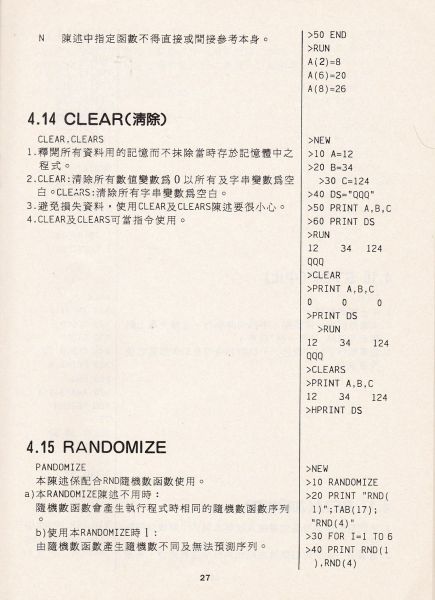 N 陳述中指定函數不得直接或間接參考本身。
4.14 CLEAR(清除)
CLEAR.CLEARS
1.釋開所有資料用的記憶而不抹除當時存於記憶體中之
程式。
2.CLEAR:清除所有數值變數爲0以所有及字串變數爲空
白。CLEARS:清除所有字串變數爲空白。
3.避免損失資料，使用CLEAR及CLEARS陳述要很小心。
4.CLEAR及CLEARS可當指令使用。
4.15 RANDOMIZE
PANDOMIZE
本陳述係配合RND隨機數函數使用。
a)本RANDOMIZE陳述不用時：
隨機數函數會產生執行程式時相同的隨機數函數序列
。
b)使用本RANDOMIZE時1：
由隨機數函數產生隨機數不同及無法預測序列。
>50 END
>RUN
A(2)=8
A(6)=20
A(8)=26
>NEW
>10 A=12
>20 B=34
>30 C=124
>40 DS="QQQ"
>50 PRINT A,B,C
>60 PRINT DS
>RUN
12 34 124
QQQ
>CLEAR
>PRINT A,B,C
0 0 0
>PRINT DS
>RUN
12 34 124
QQQ
>CLEARS
>PRINT A,B,C
12 34 124
>HPRINT DS
>NEW
>10 RANDOMIZE
>20 PRINT "RND(
1)";TAB(17);
"RND(4)"
>30 FOR I=1 TO 6
>40 PRINT RND(1
),RND(4)
27